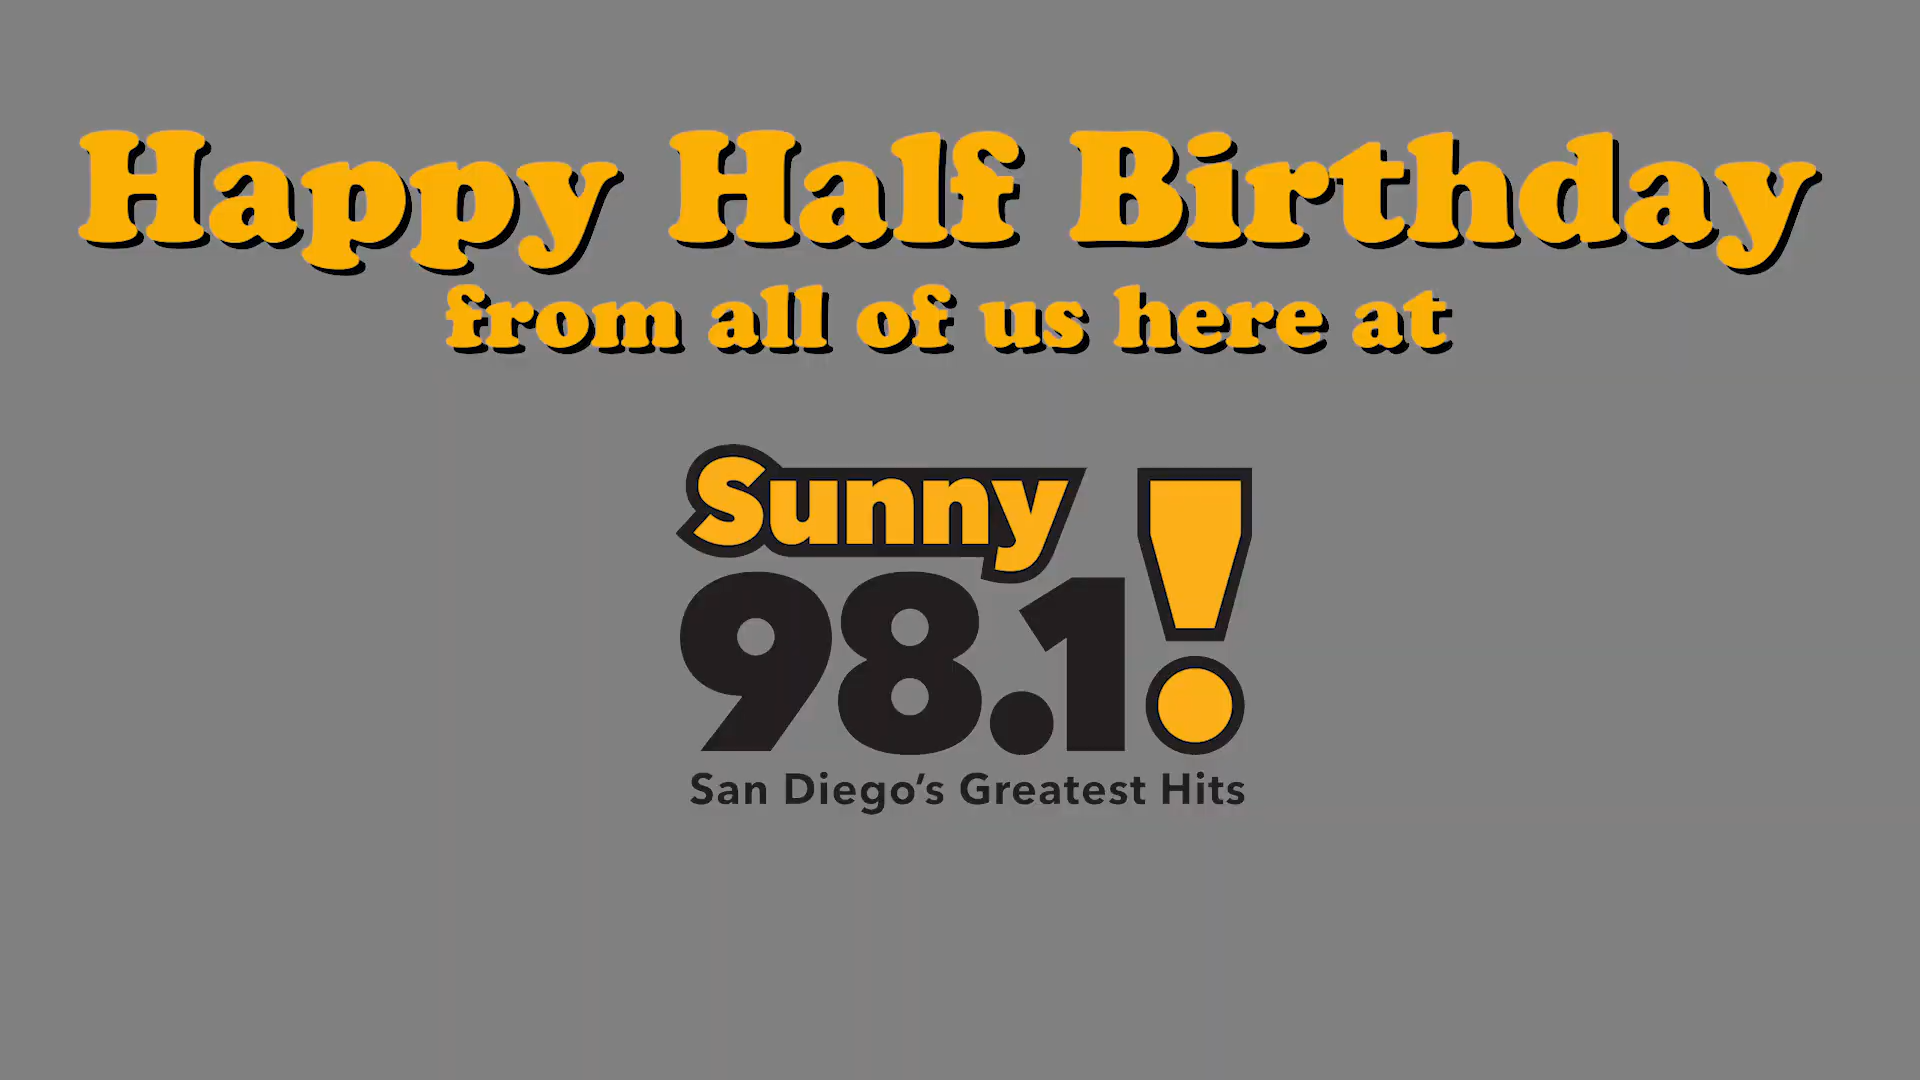 Happy Half Birthday
from all of us here at
Sunny
98.1!
San Diego's Greatest Hits